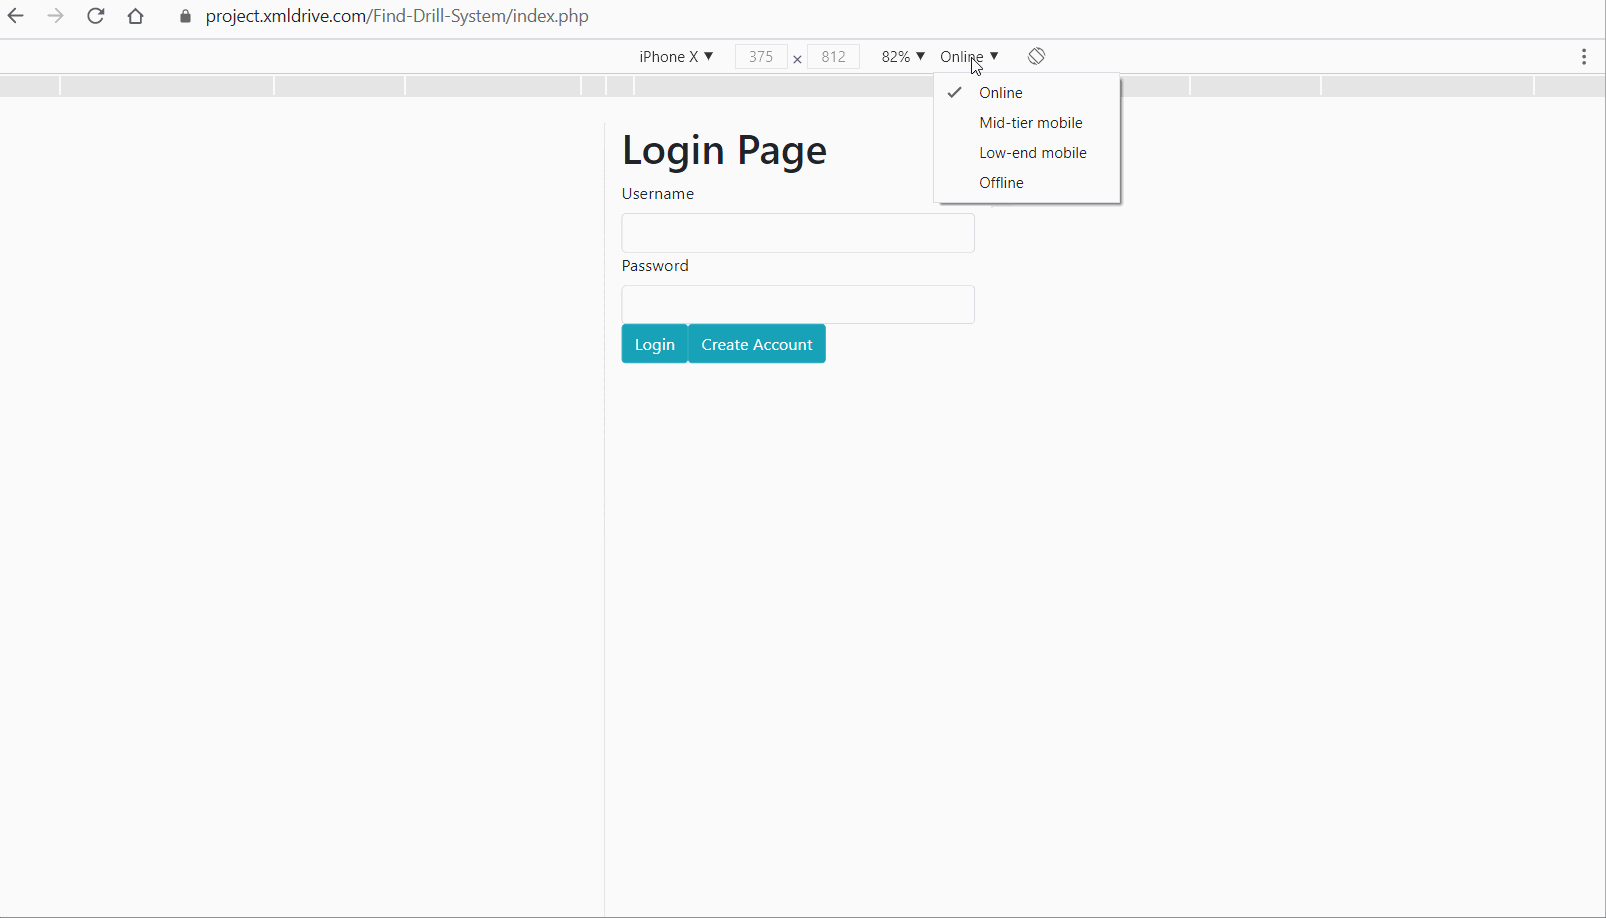 project.xmldrive.com/Find-Drill-System/index.php
iPhone X ▼ 375 × 812 82% ▼ Online ▼
Online
Mid-tier mobile
Low-end mobile
Offline
Login Page
Username
Password
Login Create Account